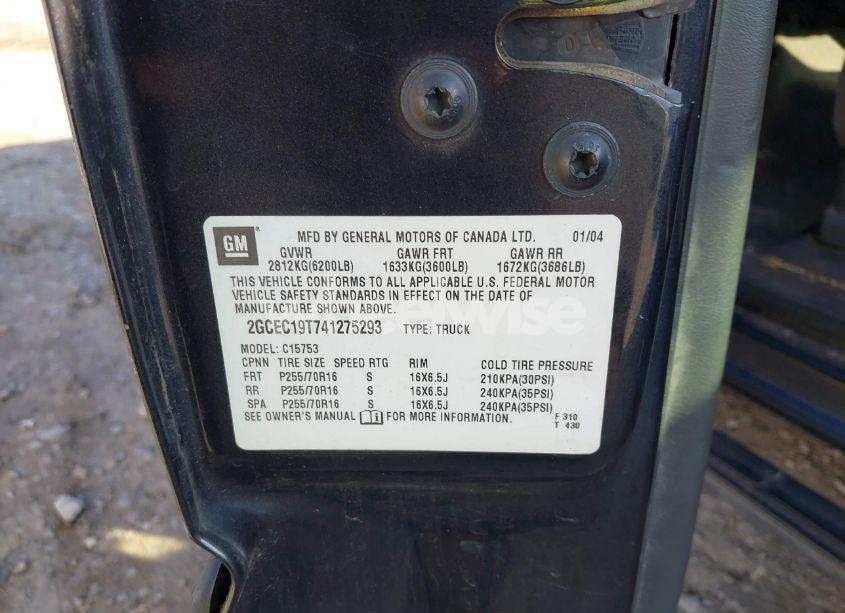 GM® MFD BY GENERAL MOTORS OF CANADA LTD. 01/04
GVWR GAWR FRT GAWR RR
2812KG(6200LB) 1633KG(3600LB) 1672KG(3686LB)
THIS VEHICLE CONFORMS TO ALL APPLICABLE U.S. FEDERAL MOTOR
VEHICLE SAFETY STANDARDS IN EFFECT ON THE DATE OF
MANUFACTURE SHOWN ABOVE.
2GCEC19T741275293 TYPE: TRUCK
MODEL: C15753
CPNN TIRE SIZE SPEED RTG RIM COLD TIRE PRESSURE
FRT P255/70R16 S 16X6.5J 210KPA(30PSI)
RR P255/70R16 S 16X6.5J 240KPA(35PSI)
SPA P255/70R16 S 16X6.5J 240KPA(35PSI)
SEE OWNER'S MANUAL FOR MORE INFORMATION. F 310
T 430